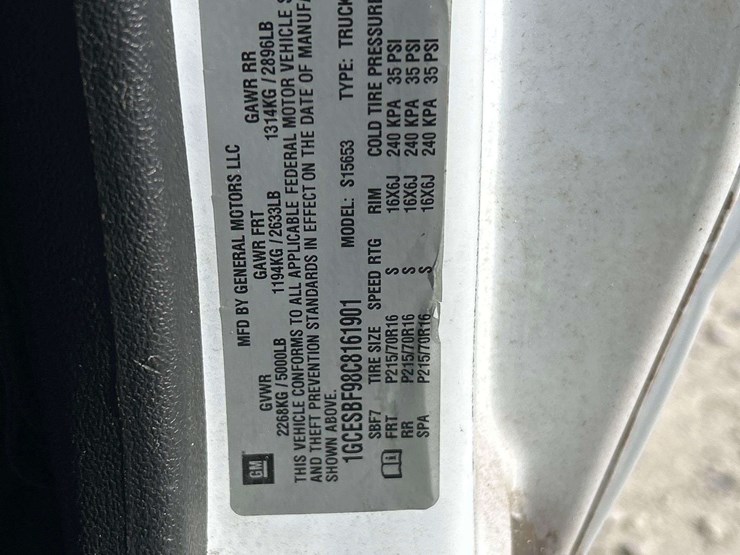 GM
MFD BY GENERAL MOTORS LLC
GVWR GAWR FRT GAWR RR
2268KG / 5000LB 1194KG / 2633LB 1314KG / 2896LB
THIS VEHICLE CONFORMS TO ALL APPLICABLE FEDERAL MOTOR VEHICLE
AND THEFT PREVENTION STANDARDS IN EFFECT ON THE DATE OF
SHOWN ABOVE.
1GCESBF98C8161901 MODEL: S15653 TYPE: TRUCK
SBF7 TIRE SIZE SPEED RTG RIM COLD TIRE PRESSURE
FRT P215/70R16 S 16X6J 240 KPA 35 PSI
RR P215/70R16 S 16X6J 240 KPA 35 PSI
SPA P215/70R16 S 16X6J 240 KPA 35 PSI